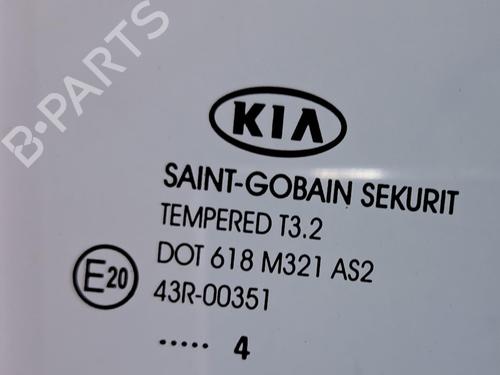 B-PARTS
KIA
SAINT-GOBAIN SEKURIT
TEMPERED T3.2
DOT 618 M321 AS2
E20 43R-00351
..... 4